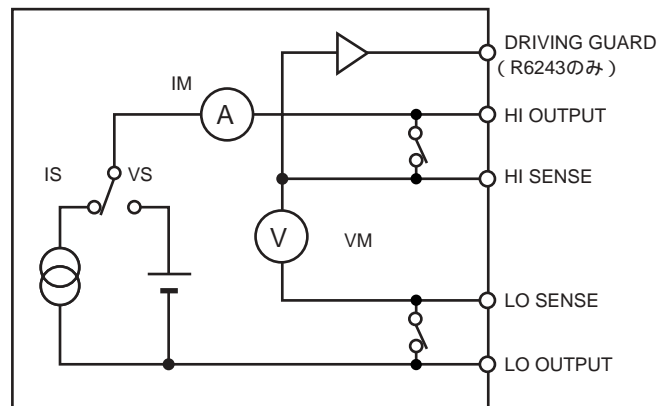 DRIVING GUARD
（R6243のみ）
IM
A
HI OUTPUT
IS
VS
HI SENSE
V
VM
LO SENSE
LO OUTPUT